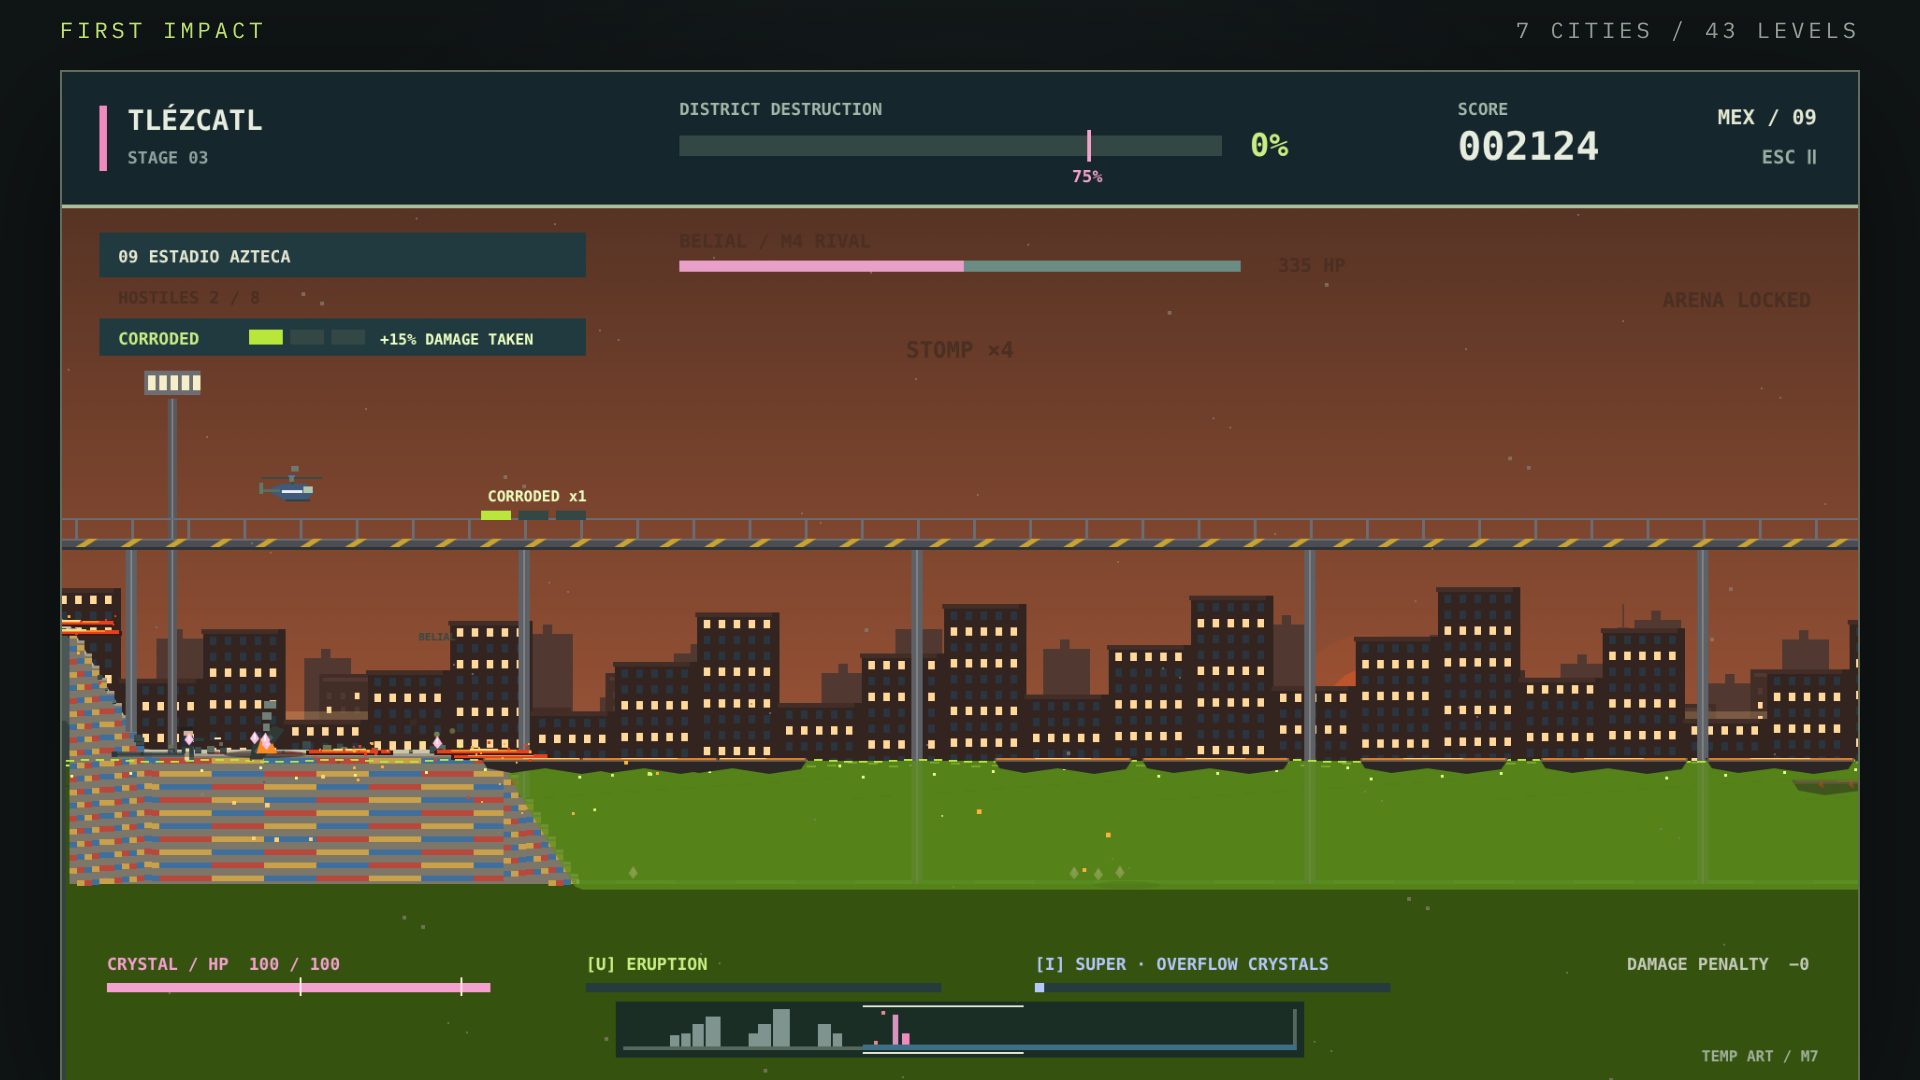 FIRST IMPACT
7 CITIES / 43 LEVELS
TLÉZCATL
STAGE 03
DISTRICT DESTRUCTION
0%
75%
SCORE
002124
MEX / 09
ESC II
09 ESTADIO AZTECA
HOSTILES 2 / 8
CORRODED
+15% DAMAGE TAKEN
BELIAL / M4 RIVAL
335 HP
ARENA LOCKED
STOMP ×4
CORRODED x1
CRYSTAL / HP 100 / 100
[U] ERUPTION
[I] SUPER · OVERFLOW CRYSTALS
DAMAGE PENALTY −0
TEMP ART / M7